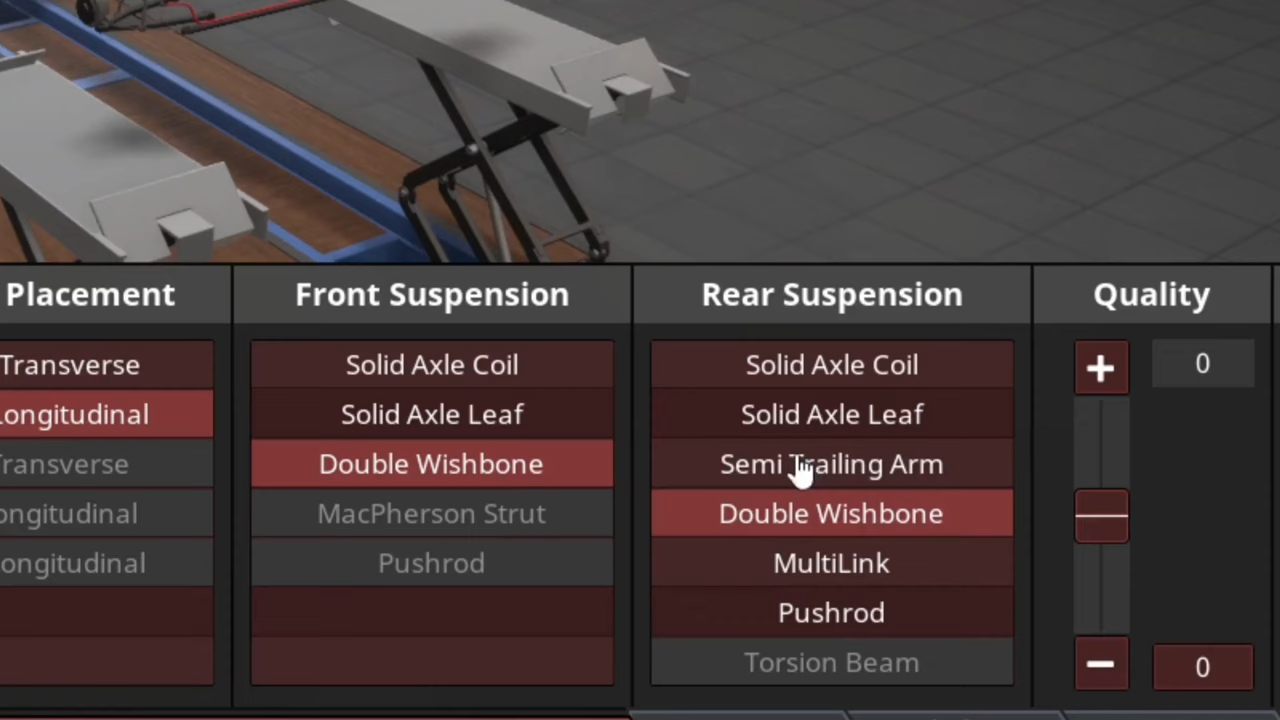 Placement
Transverse
Longitudinal
Transverse
ongitudinal
ongitudinal
Front Suspension
Solid Axle Coil
Solid Axle Leaf
Double Wishbone
MacPherson Strut
Pushrod
Rear Suspension
Solid Axle Coil
Solid Axle Leaf
Semi Trailing Arm
Double Wishbone
MultiLink
Pushrod
Torsion Beam
Quality
+ 0
- 0